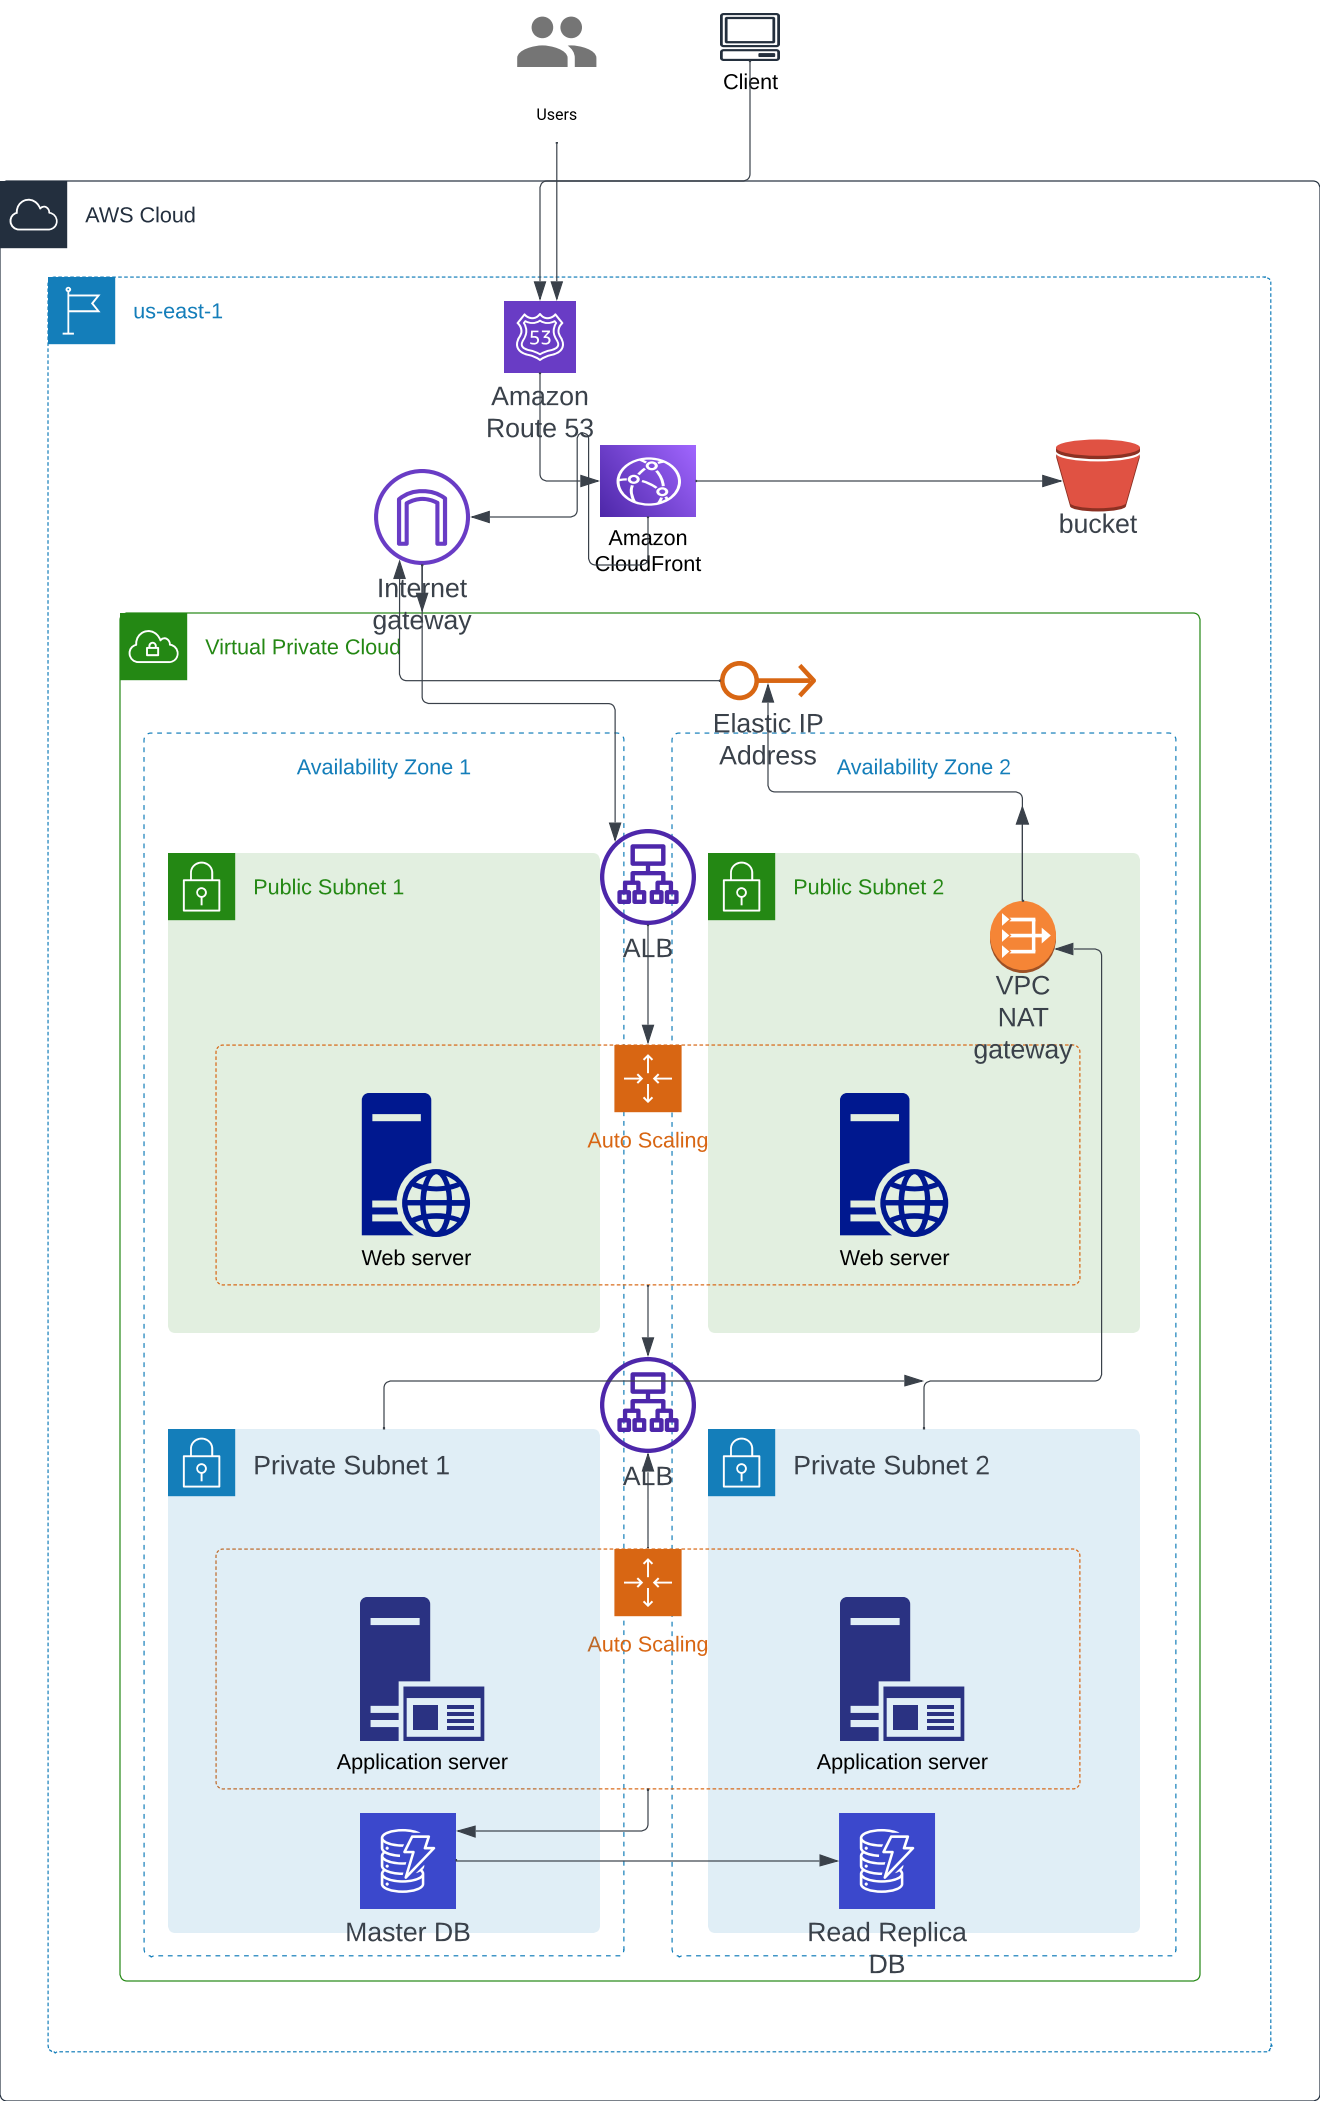 Users
Client
AWS Cloud
us-east-1
53
Amazon
Route 53
Amazon
CloudFront
bucket
Internet
gateway
Virtual Private Cloud
Elastic IP
Address
Availability Zone 1
Availability Zone 2
Public Subnet 1
Public Subnet 2
ALB
VPC
NAT
gateway
Auto Scaling
Web server
Web server
Private Subnet 1
ALB
Private Subnet 2
Auto Scaling
Application server
Application server
Master DB
Read Replica
DB